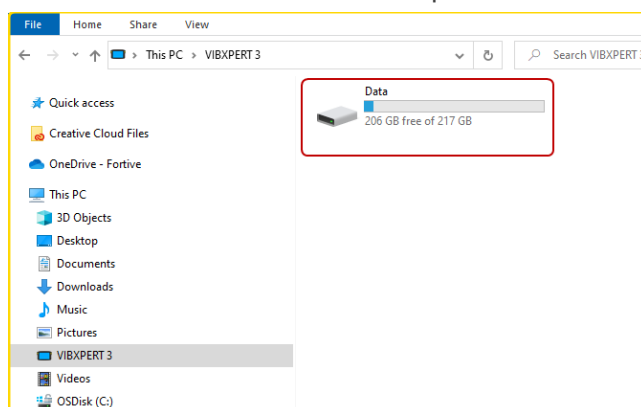 File Home Share View
This PC > VIBXPERT 3
Search VIBXPERT 3
Quick access
Creative Cloud Files
OneDrive - Fortive
This PC
3D Objects
Desktop
Documents
Downloads
Music
Pictures
VIBXPERT 3
Videos
OSDisk (C:)
Data
206 GB free of 217 GB